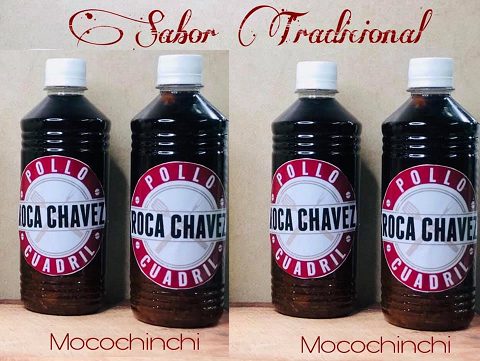 Sabor Tradicional
POLLO
ROCA CHAVEZ
CUADRIL
POLLO
ROCA CHAVEZ
CUADRIL
POLLO
ROCA CHAVEZ
CUADRIL
POLLO
ROCA CHAVEZ
CUADRIL
Mocochinchi
Mocochinchi